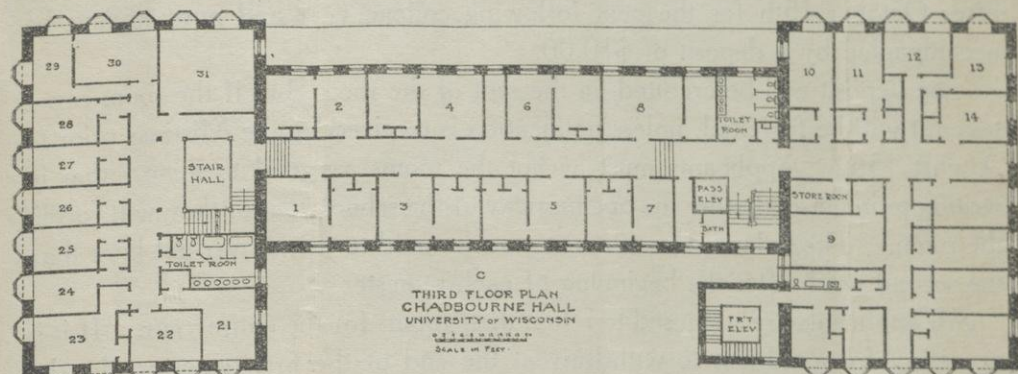 29
30
31
2
4
6
8
TOILET
ROOM
10
11
12
13
14
28
27
STAIR
HALL
26
25
24
TOILET ROOM
23
22
21
1
3
5
7
PASS
ELEV
BATH
STORE ROOM
9
FR'T
ELEV
C
THIRD FLOOR PLAN
CHADBOURNE HALL
UNIVERSITY OF WISCONSIN
SCALE IN FEET.